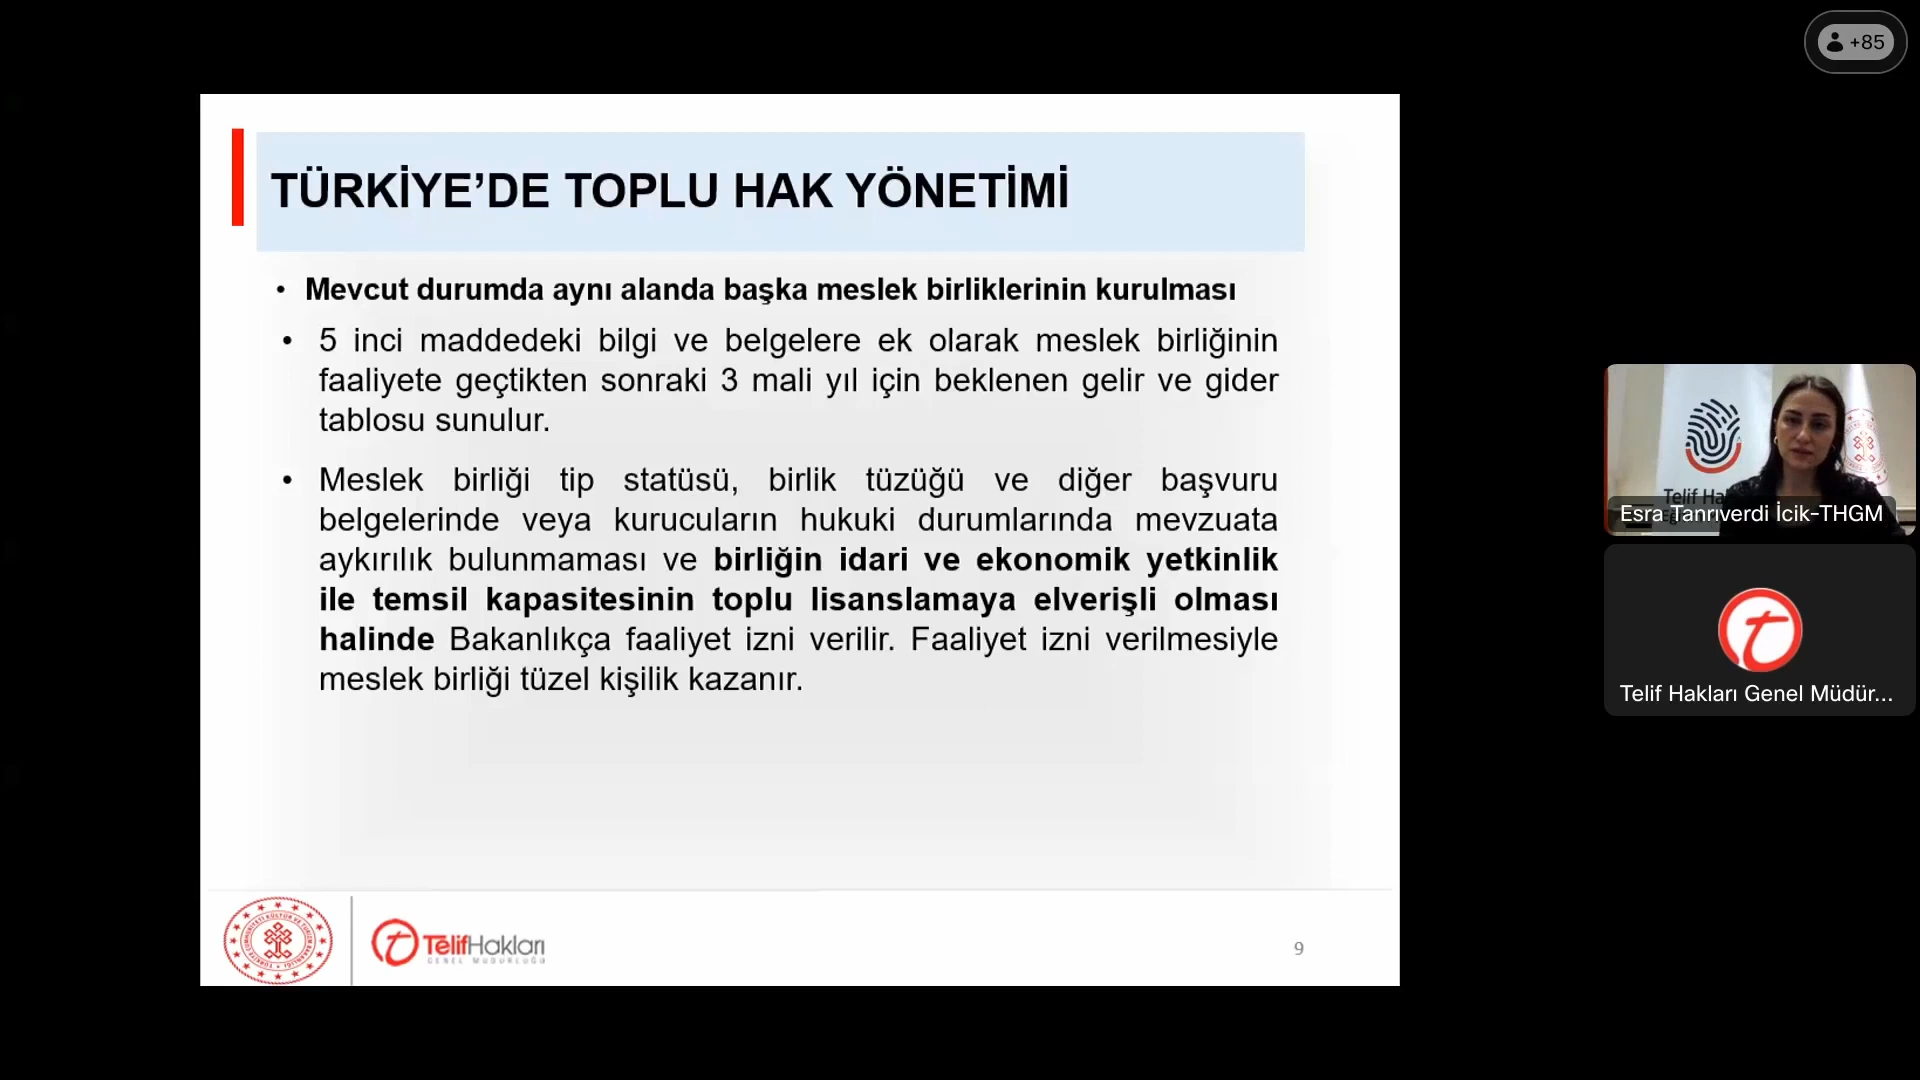 +85
TÜRKİYE’DE TOPLU HAK YÖNETİMİ
• Mevcut durumda aynı alanda başka meslek birliklerinin kurulması
• 5 inci maddedeki bilgi ve belgelere ek olarak meslek birliğinin
faaliyete geçtikten sonraki 3 mali yıl için beklenen gelir ve gider
tablosu sunulur.
• Meslek birliği tip statüsü, birlik tüzüğü ve diğer başvuru
belgelerinde veya kurucuların hukuki durumlarında mevzuata
aykırılık bulunmaması ve birliğin idari ve ekonomik yetkinlik
ile temsil kapasitesinin toplu lisanslamaya elverişli olması
halinde Bakanlıkça faaliyet izni verilir. Faaliyet izni verilmesiyle
meslek birliği tüzel kişilik kazanır.
TelifHakları
GENEL MÜDÜRLÜĞÜ
9
Telif Ha
Esra Tanrıverdi İcik-THGM
Telif Hakları Genel Müdür...